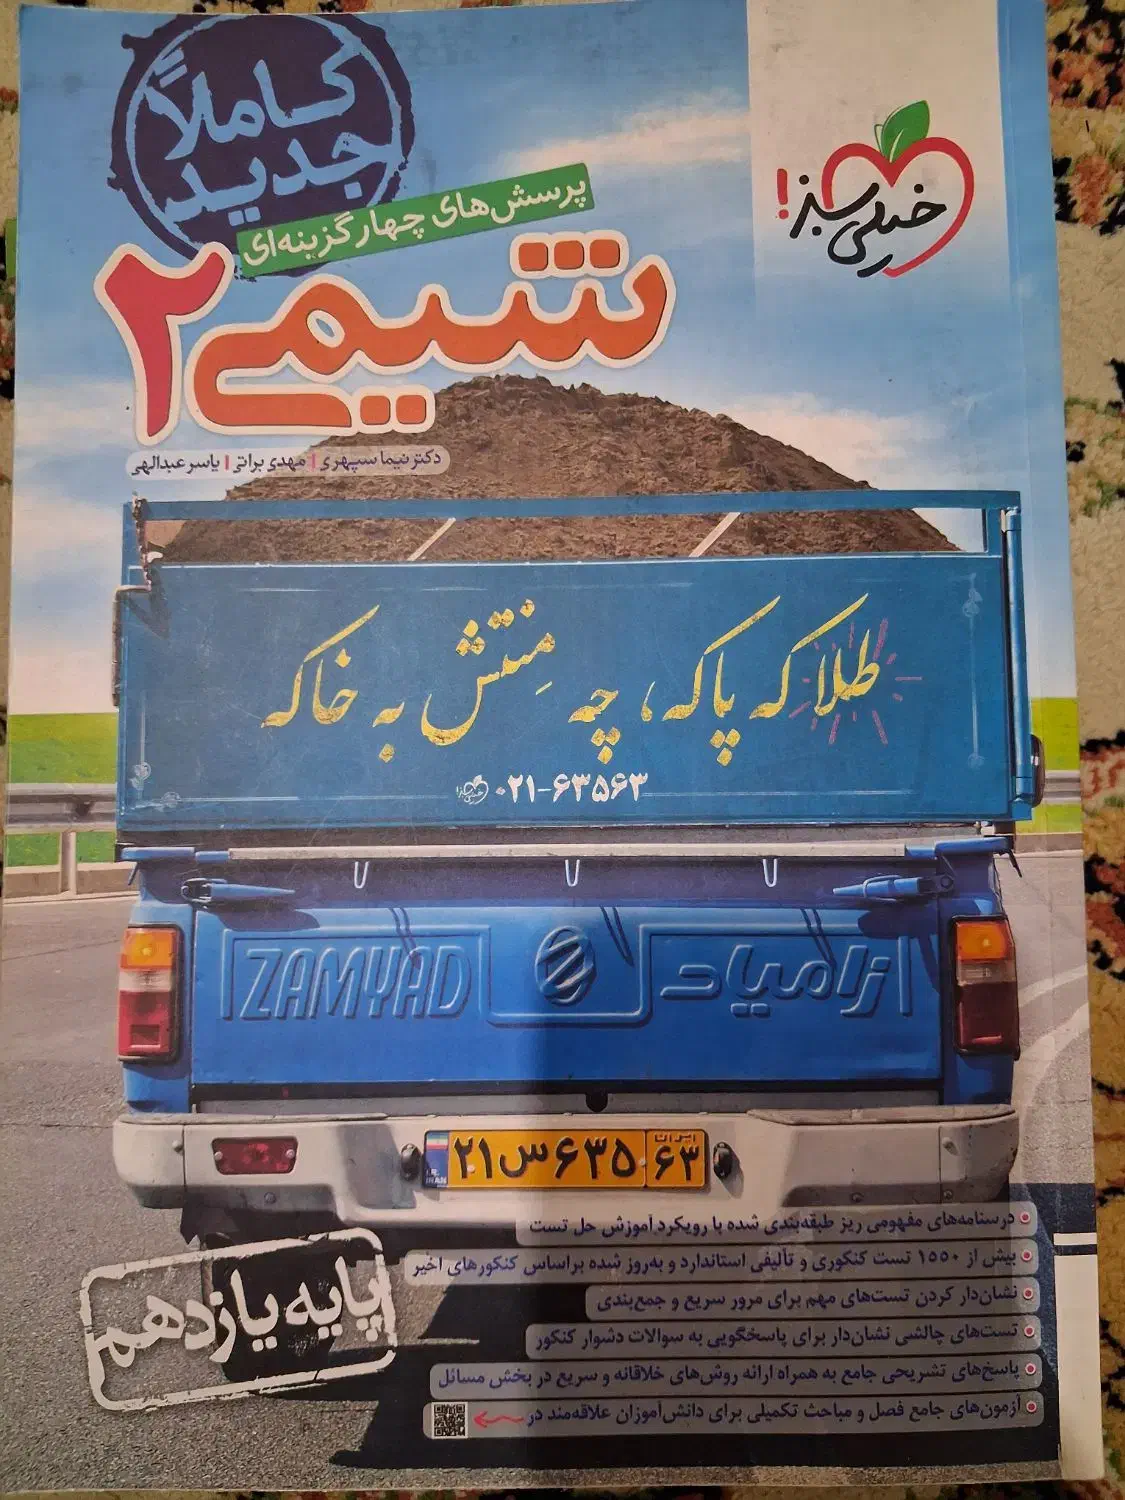 کاملاً
جدید
خیلی سبز!
پرسش‌های چهارگزینه‌ای
شیمی ۲
دکتر نیما سپهری | مهدی براتی | یاسر عبدالهی
طلا که پاکه، چه منتش به خاکه
۰۲۱-۶۳۵۶۳ خیلی سبز!
ZAMYAD زامیاد
I.R. IRAN ۲۱ س ۶۳۵ ایران ۶۳
درسنامه‌های مفهومی ریز طبقه‌بندی شده با رویکرد آموزش حل تست
بیش از ۱۵۵۰ تست کنکوری و تألیفی استاندارد و به‌روز شده براساس کنکورهای اخیر
نشان‌دار کردن تست‌های مهم برای مرور سریع و جمع‌بندی
تست‌های چالشی نشان‌دار برای پاسخگویی به سوالات دشوار کنکور
پاسخ‌های تشریحی جامع به همراه ارائه روش‌های خلاقانه و سریع در بخش مسائل
آزمون‌های جامع فصل و مباحث تکمیلی برای دانش‌آموزان علاقه‌مند در
پایه یازدهم